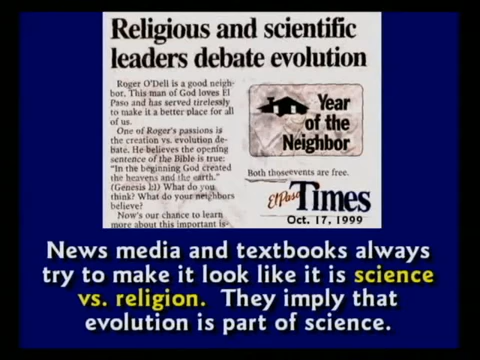 Religious and scientific
leaders debate evolution
Roger O'Dell is a good neigh-
bor. This man of God loves El
Paso and has served tirelessly
to make it a better place for all
of us.
One of Roger's passions is
the creation vs. evolution de-
bate. He believes the opening
sentence of the Bible is true:
"In the beginning God created
the heavens and the earth."
(Genesis 1:1) What do you
think? What do your neighbors
believe?
Now's our chance to learn
more about this important is-
Year
of the
Neighbor
Both those events are free.
El Paso Times
Oct. 17, 1999
News media and textbooks always
try to make it look like it is science
vs. religion. They imply that
evolution is part of science.